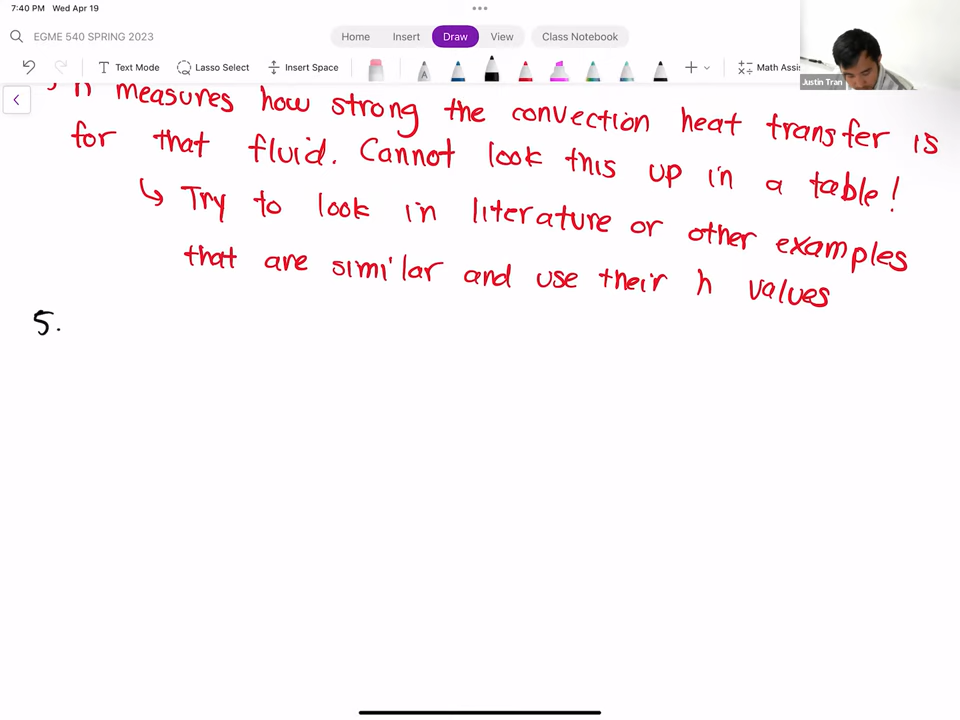 7:40 PM Wed Apr 19
EGME 540 SPRING 2023
Home Insert Draw View Class Notebook
Text Mode Lasso Select Insert Space Math Assis
Justin Tran
h measures how strong the convection heat transfer is
for that fluid. Cannot look this up in a table!
↳ Try to look in literature or other examples
that are similar and use their h values
5.